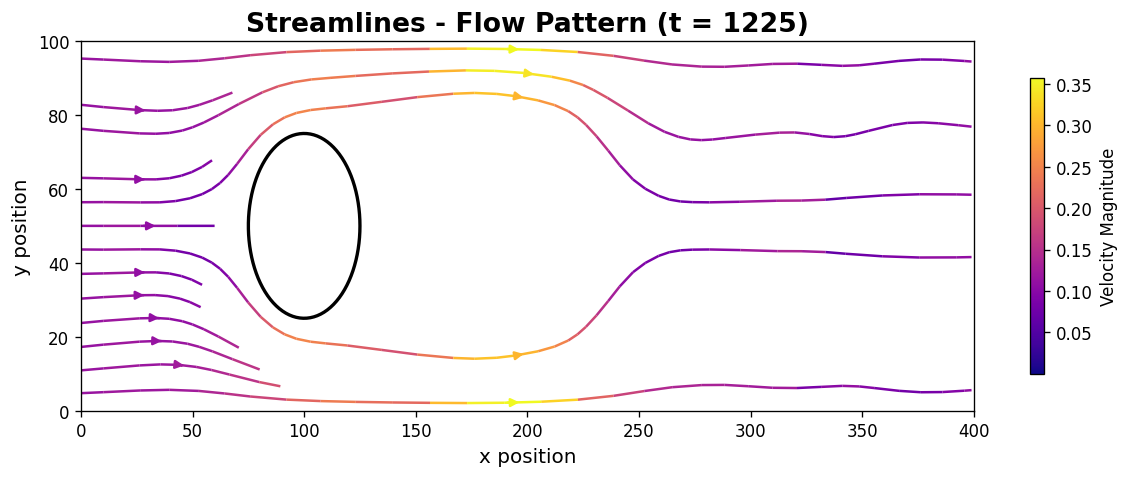 Streamlines - Flow Pattern (t = 1225)
100
80
60
40
20
0
y position
0 50 100 150 200 250 300 350 400
x position
0.35
0.30
0.25
0.20
0.15
0.10
0.05
Velocity Magnitude